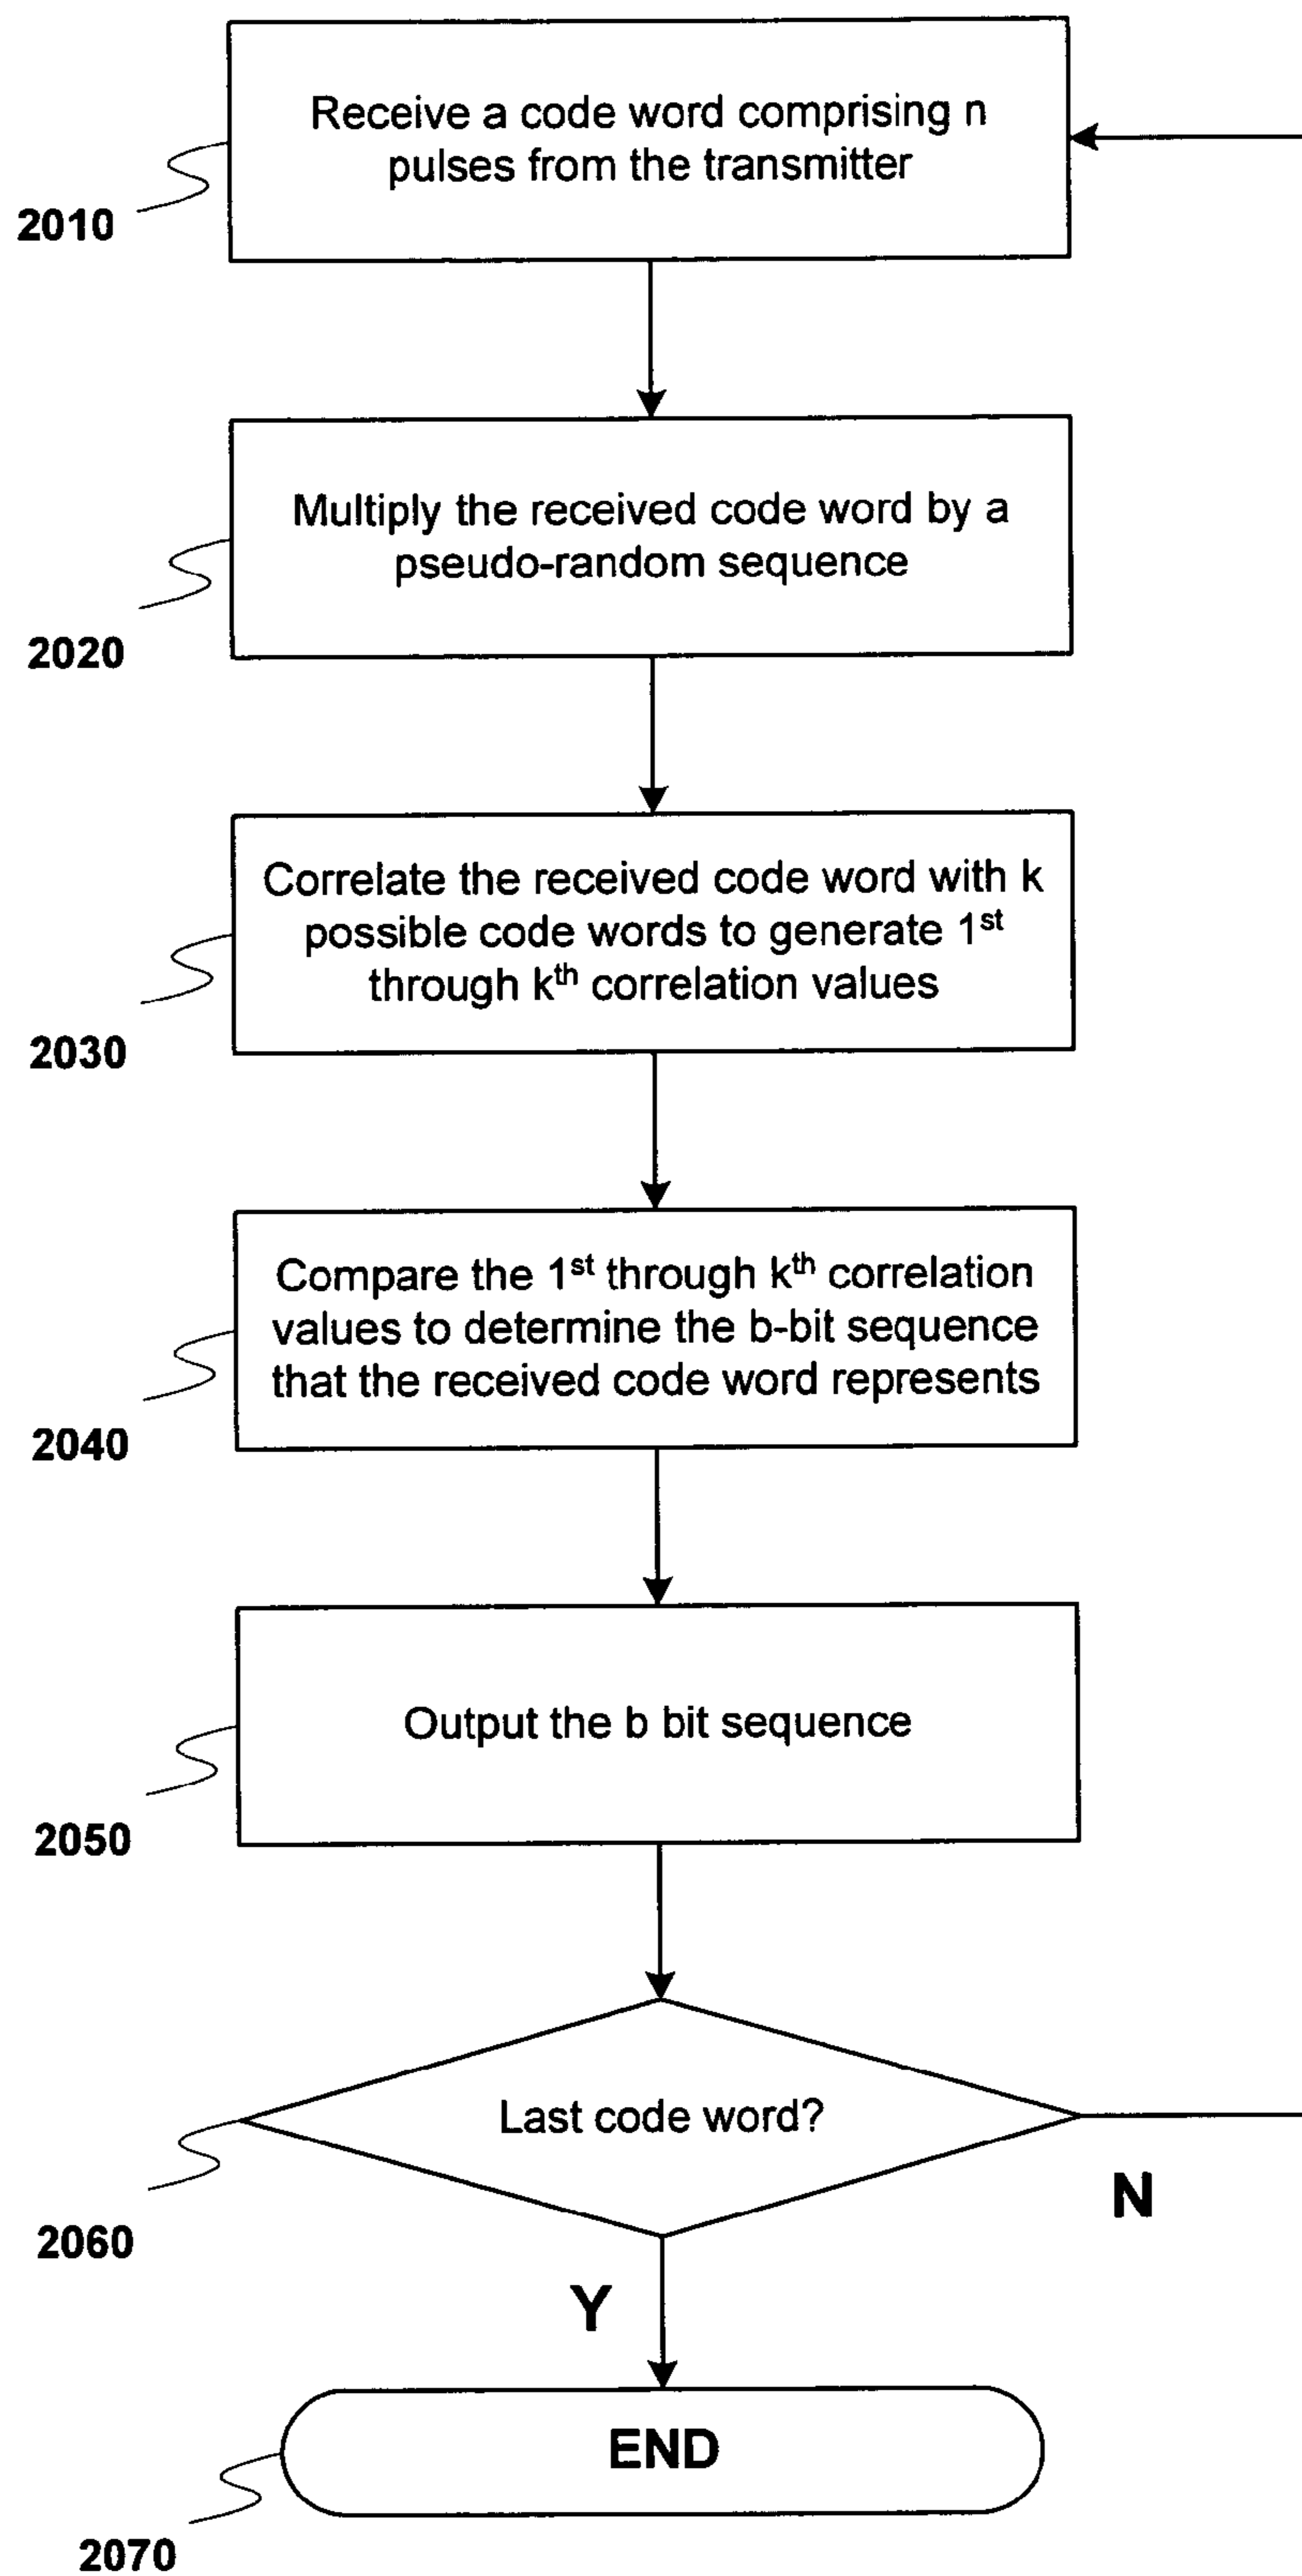 Receive a code word comprising n
pulses from the transmitter
2010
Multiply the received code word by a
pseudo-random sequence
2020
Correlate the received code word with k
possible code words to generate 1st
through kth correlation values
2030
Compare the 1st through kth correlation
values to determine the b-bit sequence
that the received code word represents
2040
Output the b bit sequence
2050
Last code word?
2060
N
Y
END
2070